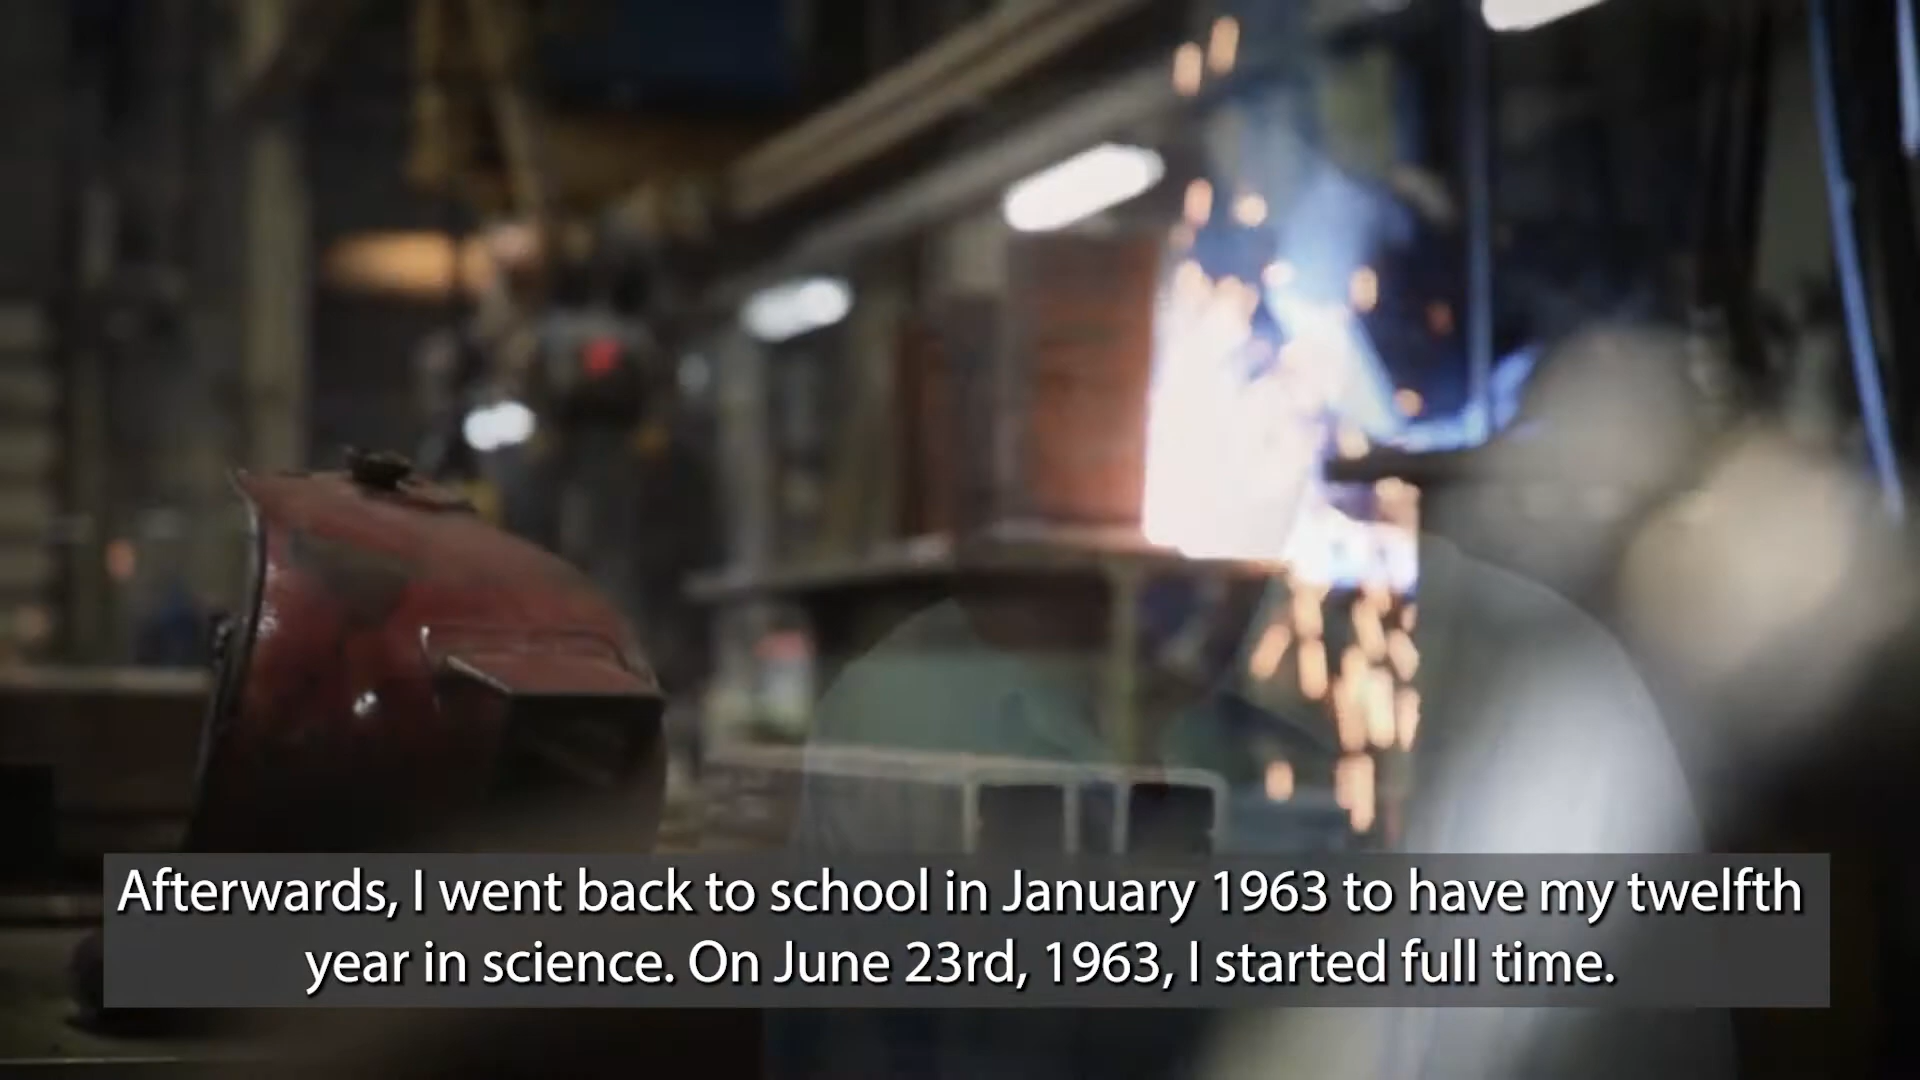 Afterwards, I went back to school in January 1963 to have my twelfth
year in science. On June 23rd, 1963, I started full time.